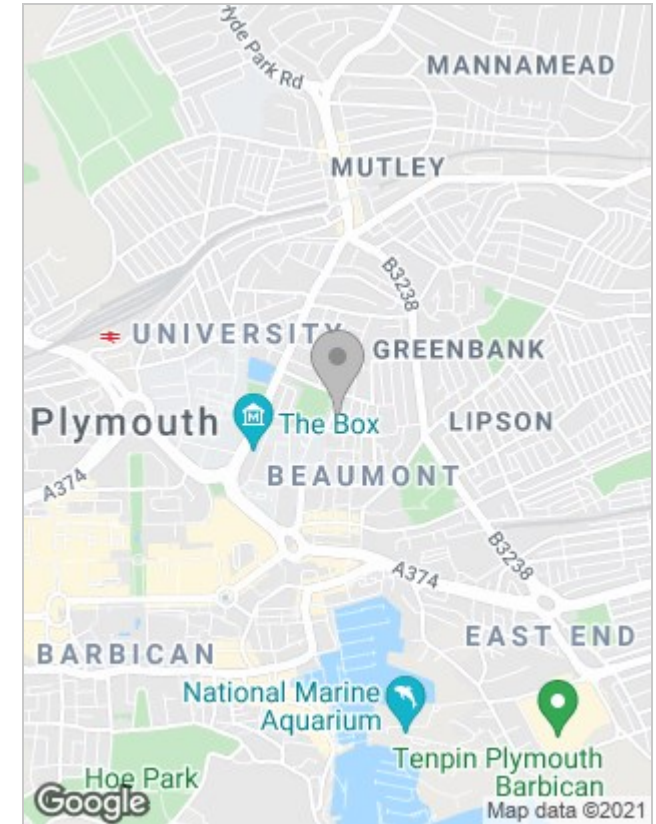 Hyde Park Rd
MANNAMEAD
MUTLEY
B3238
UNIVERSITY
GREENBANK
Plymouth
The Box
LIPSON
BEAUMONT
A374
B3238
A374
EAST END
BARBICAN
National Marine
Aquarium
Tenpin Plymouth
Barbican
Hoe Park
Google
Map data ©2021